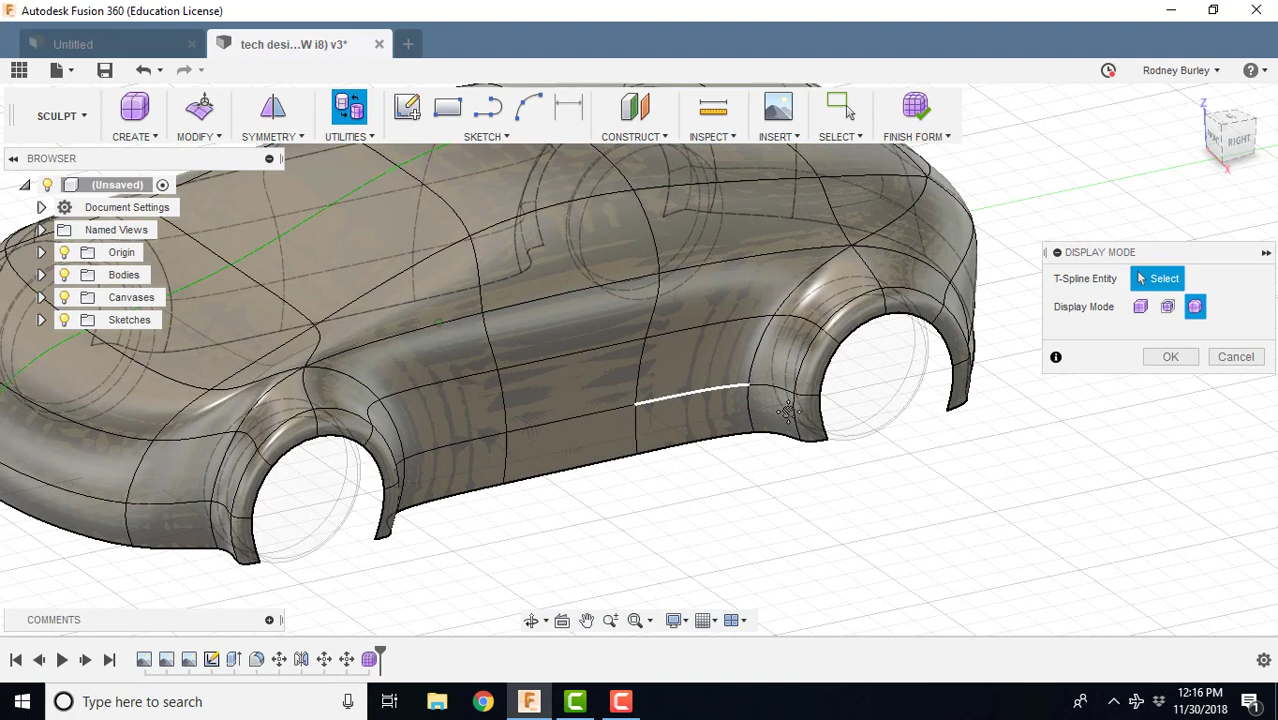 Autodesk Fusion 360 (Education License)
Untitled
tech desi...W i8) v3*
Rodney Burley
SCULPT
CREATE
MODIFY
SYMMETRY
UTILITIES
SKETCH
CONSTRUCT
INSPECT
INSERT
SELECT
FINISH FORM
Z
RIGHT
X
BROWSER
(Unsaved)
Document Settings
Named Views
Origin
Bodies
Canvases
Sketches
DISPLAY MODE
T-Spline Entity Select
Display Mode
OK Cancel
COMMENTS
Type here to search
12:16 PM
11/30/2018
1